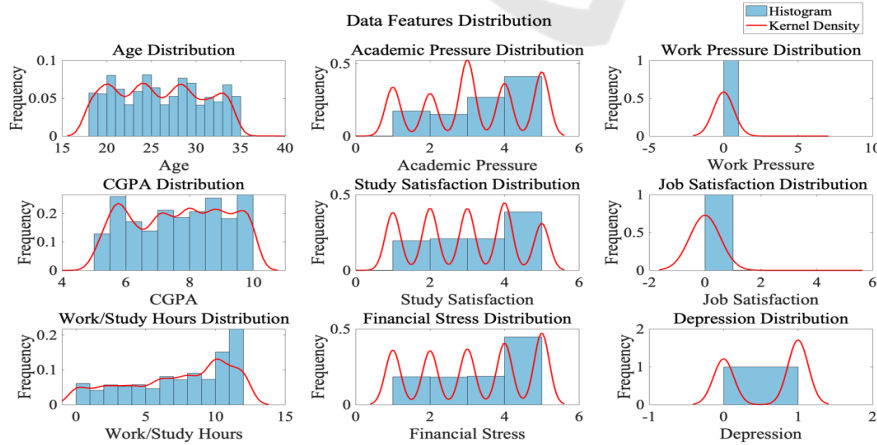 Data Features Distribution
Histogram
Kernel Density
Age Distribution
Academic Pressure Distribution
Work Pressure Distribution
Frequency
0.1
0.05
0
15 20 25 30 35 40
Age
Frequency
0.5
0
0 2 4 6
Academic Pressure
Frequency
1
0.5
0
-5 0 5 10
Work Pressure
CGPA Distribution
Study Satisfaction Distribution
Job Satisfaction Distribution
Frequency
0.2
0.1
0
4 6 8 10
CGPA
Frequency
0.5
0
0 2 4 6
Study Satisfaction
Frequency
1
0.5
0
-2 0 2 4 6
Job Satisfaction
Work/Study Hours Distribution
Financial Stress Distribution
Depression Distribution
Frequency
0.2
0.1
0
0 5 10 15
Work/Study Hours
Frequency
0.5
0
0 2 4 6
Financial Stress
Frequency
2
1
0
-1 0 1 2
Depression